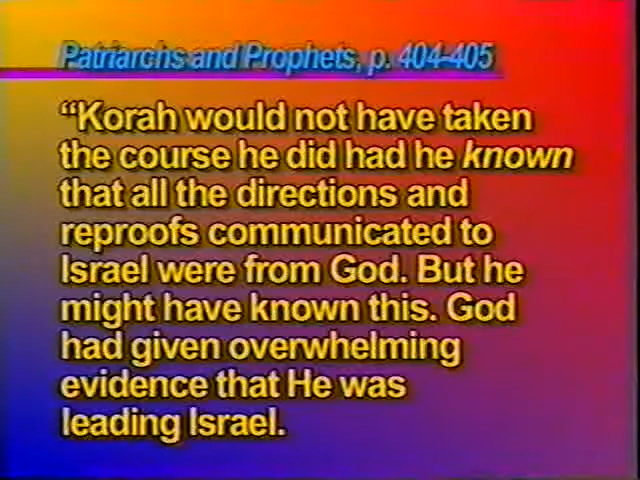 Patriarchs and Prophets, p. 404-405
“Korah would not have taken
the course he did had he known
that all the directions and
reproofs communicated to
Israel were from God. But he
might have known this. God
had given overwhelming
evidence that He was
leading Israel.